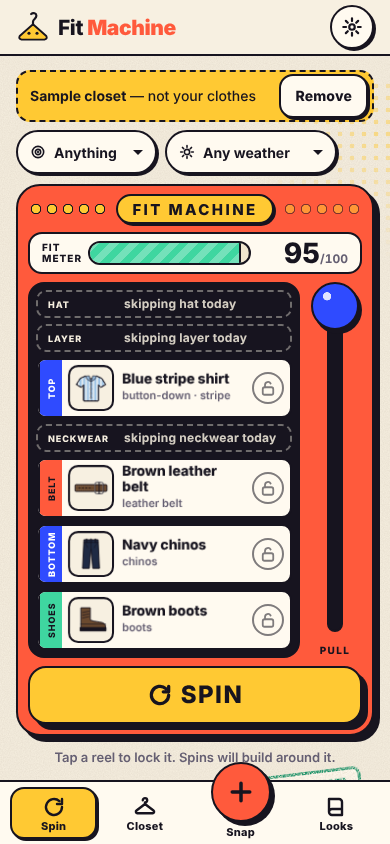 Fit Machine
Sample closet — not your clothes
Remove
Anything
Any weather
FIT MACHINE
FIT METER
95/100
HAT
skipping hat today
LAYER
skipping layer today
TOP
Blue stripe shirt
button-down · stripe
NECKWEAR
skipping neckwear today
BELT
Brown leather
belt
leather belt
BOTTOM
Navy chinos
chinos
SHOES
Brown boots
boots
PULL
SPIN
Tap a reel to lock it. Spins will build around it.
Spin
Closet
Snap
Looks